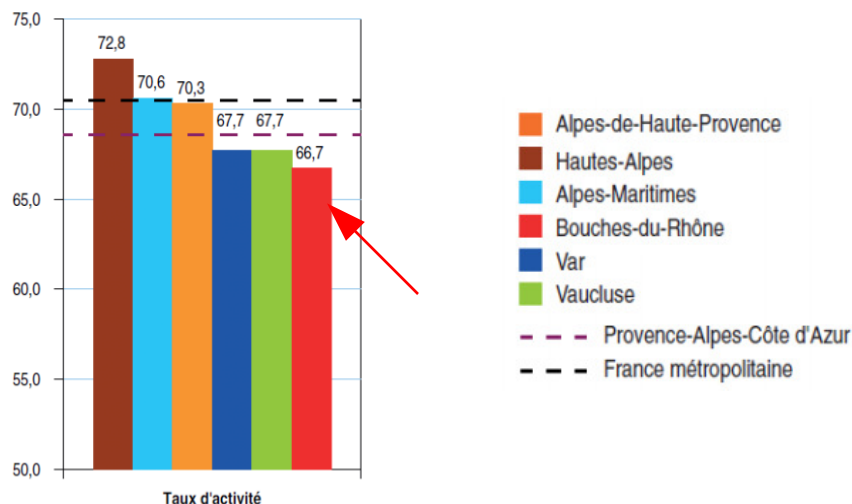 75,0
72,8
70,6
70,3
70,0
67,7
67,7
66,7
65,0
60,0
55,0
50,0
Taux d'activité
Alpes-de-Haute-Provence
Hautes-Alpes
Alpes-Maritimes
Bouches-du-Rhône
Var
Vaucluse
Provence-Alpes-Côte d'Azur
France métropolitaine